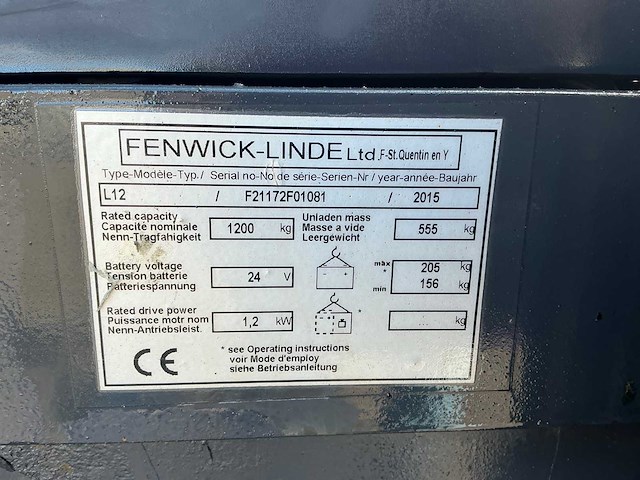 FENWICK-LINDE Ltd,F-St.Quentin en Y
Type-Modèle-Typ./ Serial no-No de série-Serien-Nr / year-année-Baujahr
L12 / F21172F01081 / 2015
Rated capacity
Capacité nominale
Nenn-Tragfahigkeit
1200 kg
Unladen mass
Masse a vide
Leergewicht
555 kg
Battery voltage
Tension batterie
Batteriespannung
24 V
- +
max 205 kg
*
min 156 kg
Rated drive power
Puissance motr nom
Nenn-Antriebsleist.
1,2 kW
*
... kg
* see Operating instructions
voir Mode d'employ
siehe Betriebsanleitung
CE